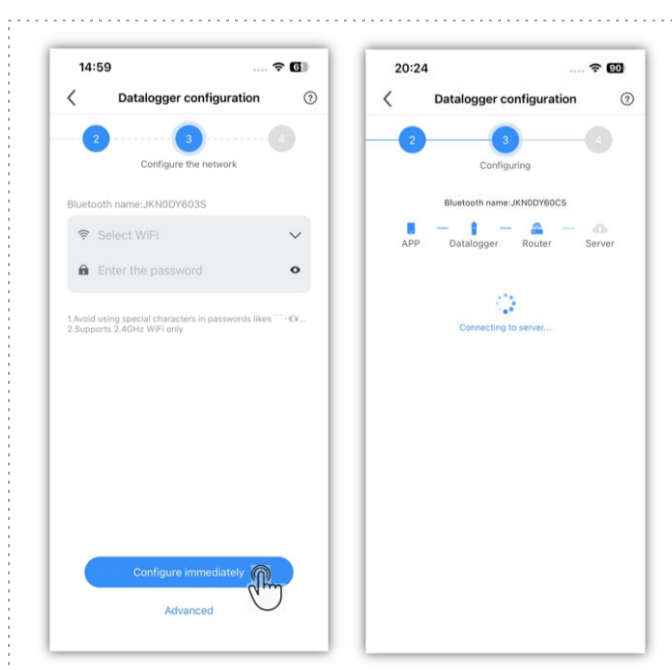 14:59
6
Datalogger configuration
?
2
3
4
Configure the network
Bluetooth name:JKN0DY603S
Select WiFi
Enter the password
1.Avoid using special characters in passwords likes
2.Supports 2.4GHz WiFi only
Configure immediately
Advanced
20:24
90
Datalogger configuration
?
2
3
4
Configuring
Bluetooth name:JKN0DY60CS
APP Datalogger Router Server
Connecting to server...